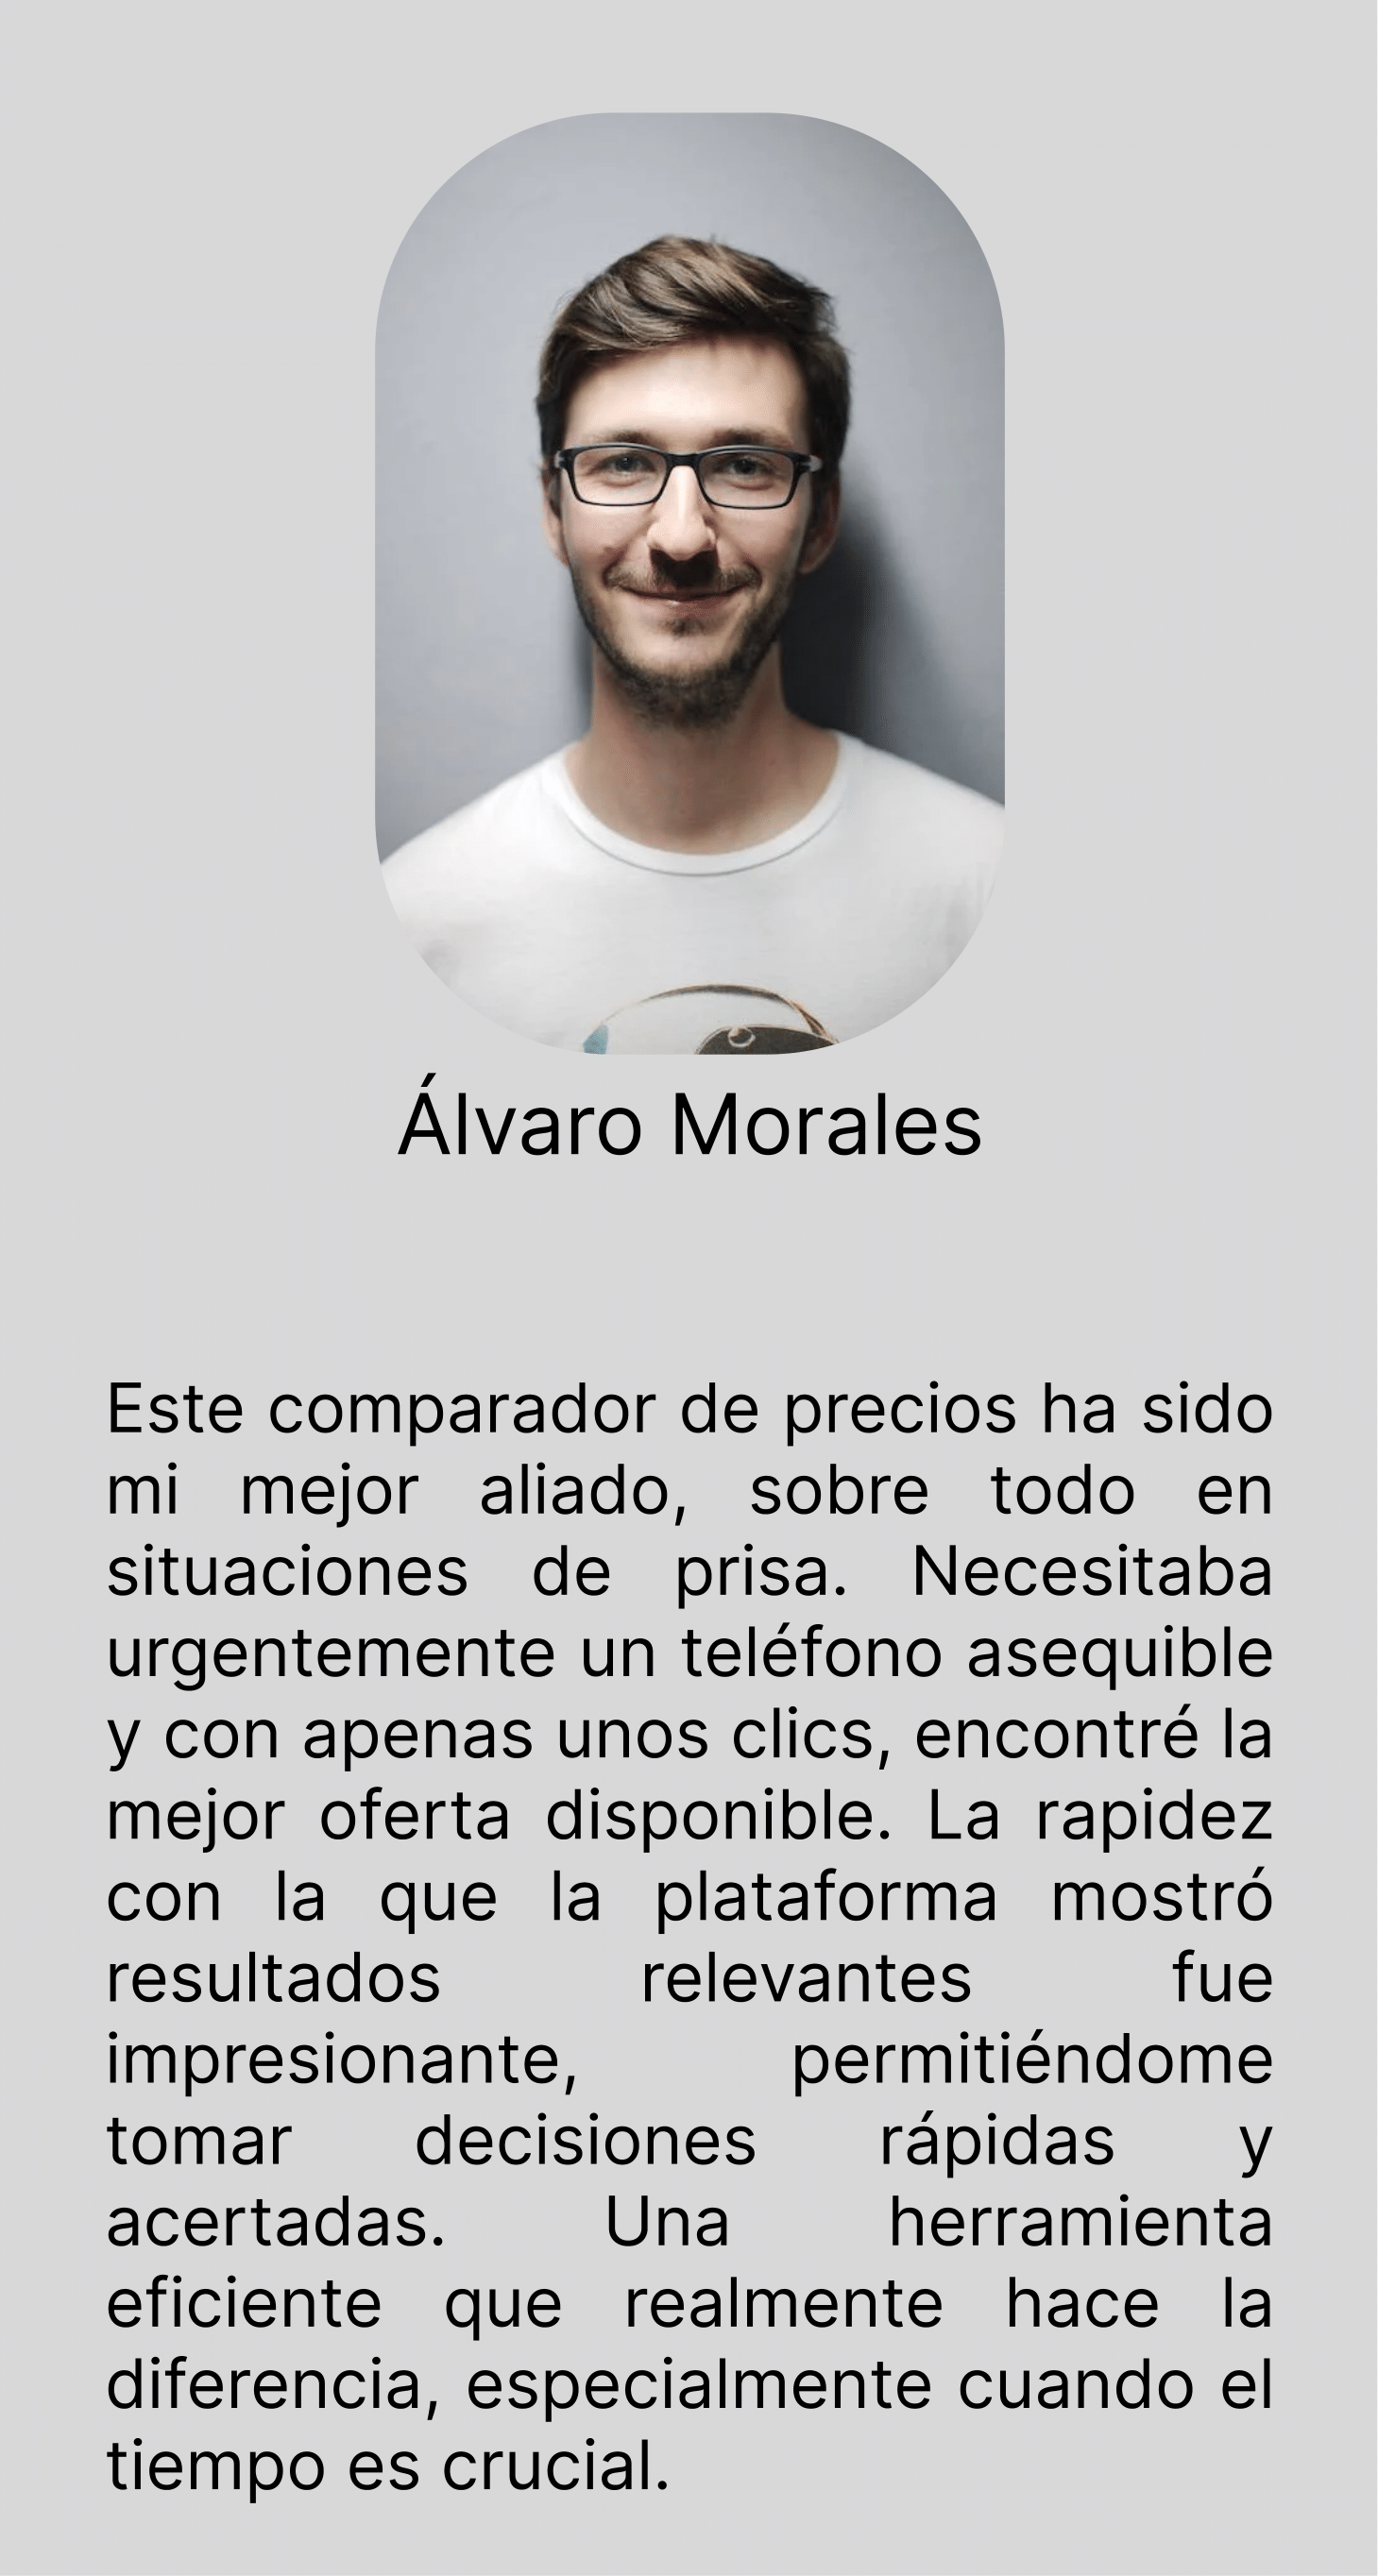 Álvaro Morales
Este comparador de precios ha sido
mi mejor aliado, sobre todo en
situaciones de prisa. Necesitaba
urgentemente un teléfono asequible
y con apenas unos clics, encontré la
mejor oferta disponible. La rapidez
con la que la plataforma mostró
resultados relevantes fue
impresionante, permitiéndome
tomar decisiones rápidas y
acertadas. Una herramienta
eficiente que realmente hace la
diferencia, especialmente cuando el
tiempo es crucial.